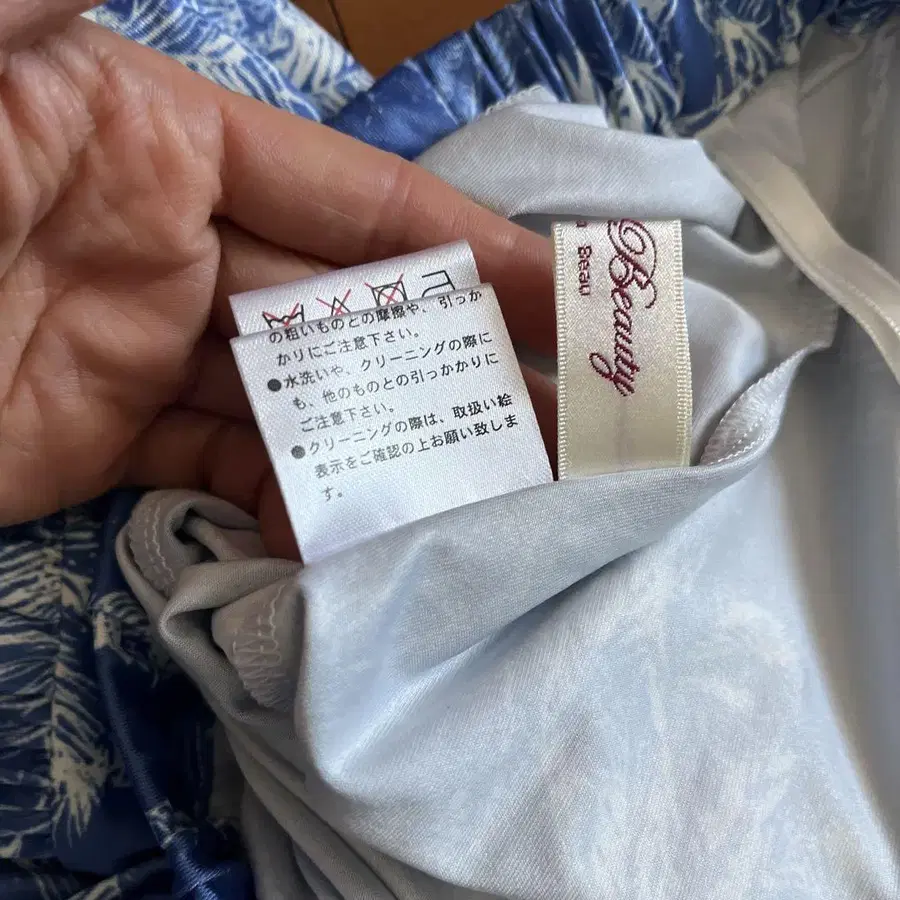 の粗いものとの摩擦や、引っか
かりにご注意下さい。
●水洗いや、クリーニングの際に
も、他のものとの引っかかりに
ご注意下さい。
●クリーニングの際は、取扱い絵
表示をご確認の上お願い致しま
す。
Beauty
a Beau